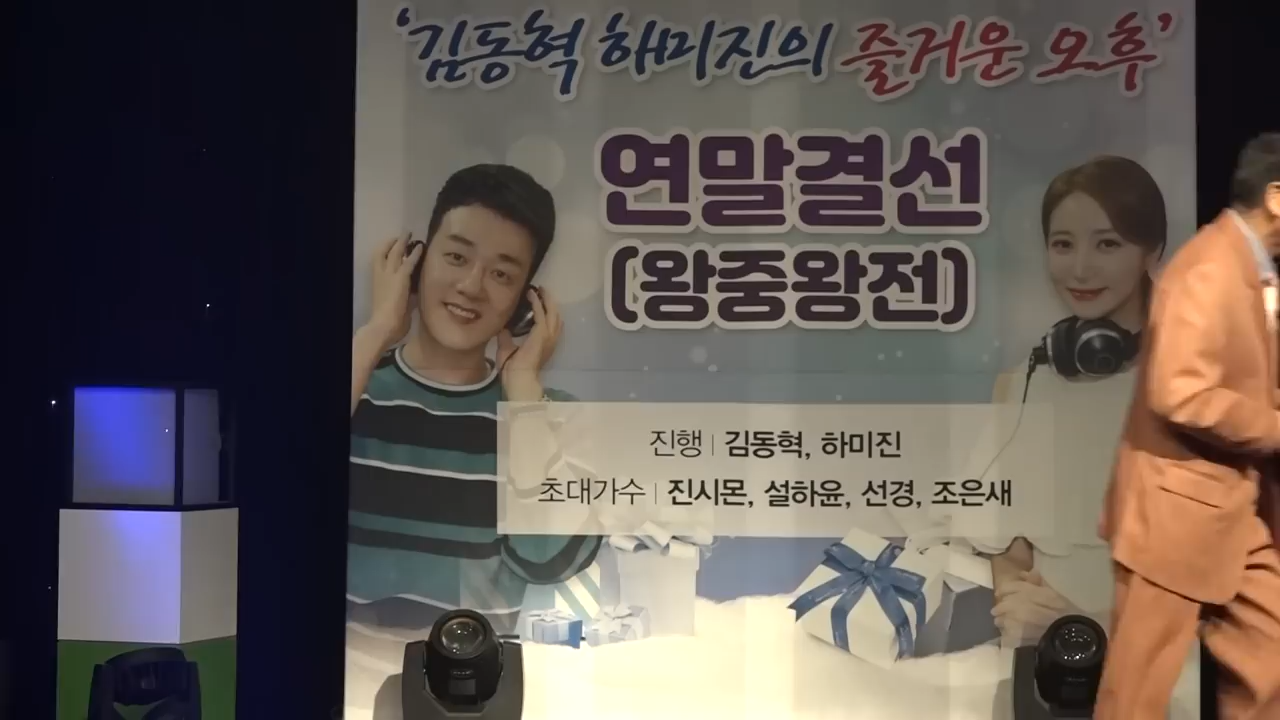 ‘김동혁 하미진의 즐거운 오후’
연말결선
(왕중왕전)
진행 | 김동혁, 하미진
초대가수 | 진시몬, 설하윤, 선경, 조은새